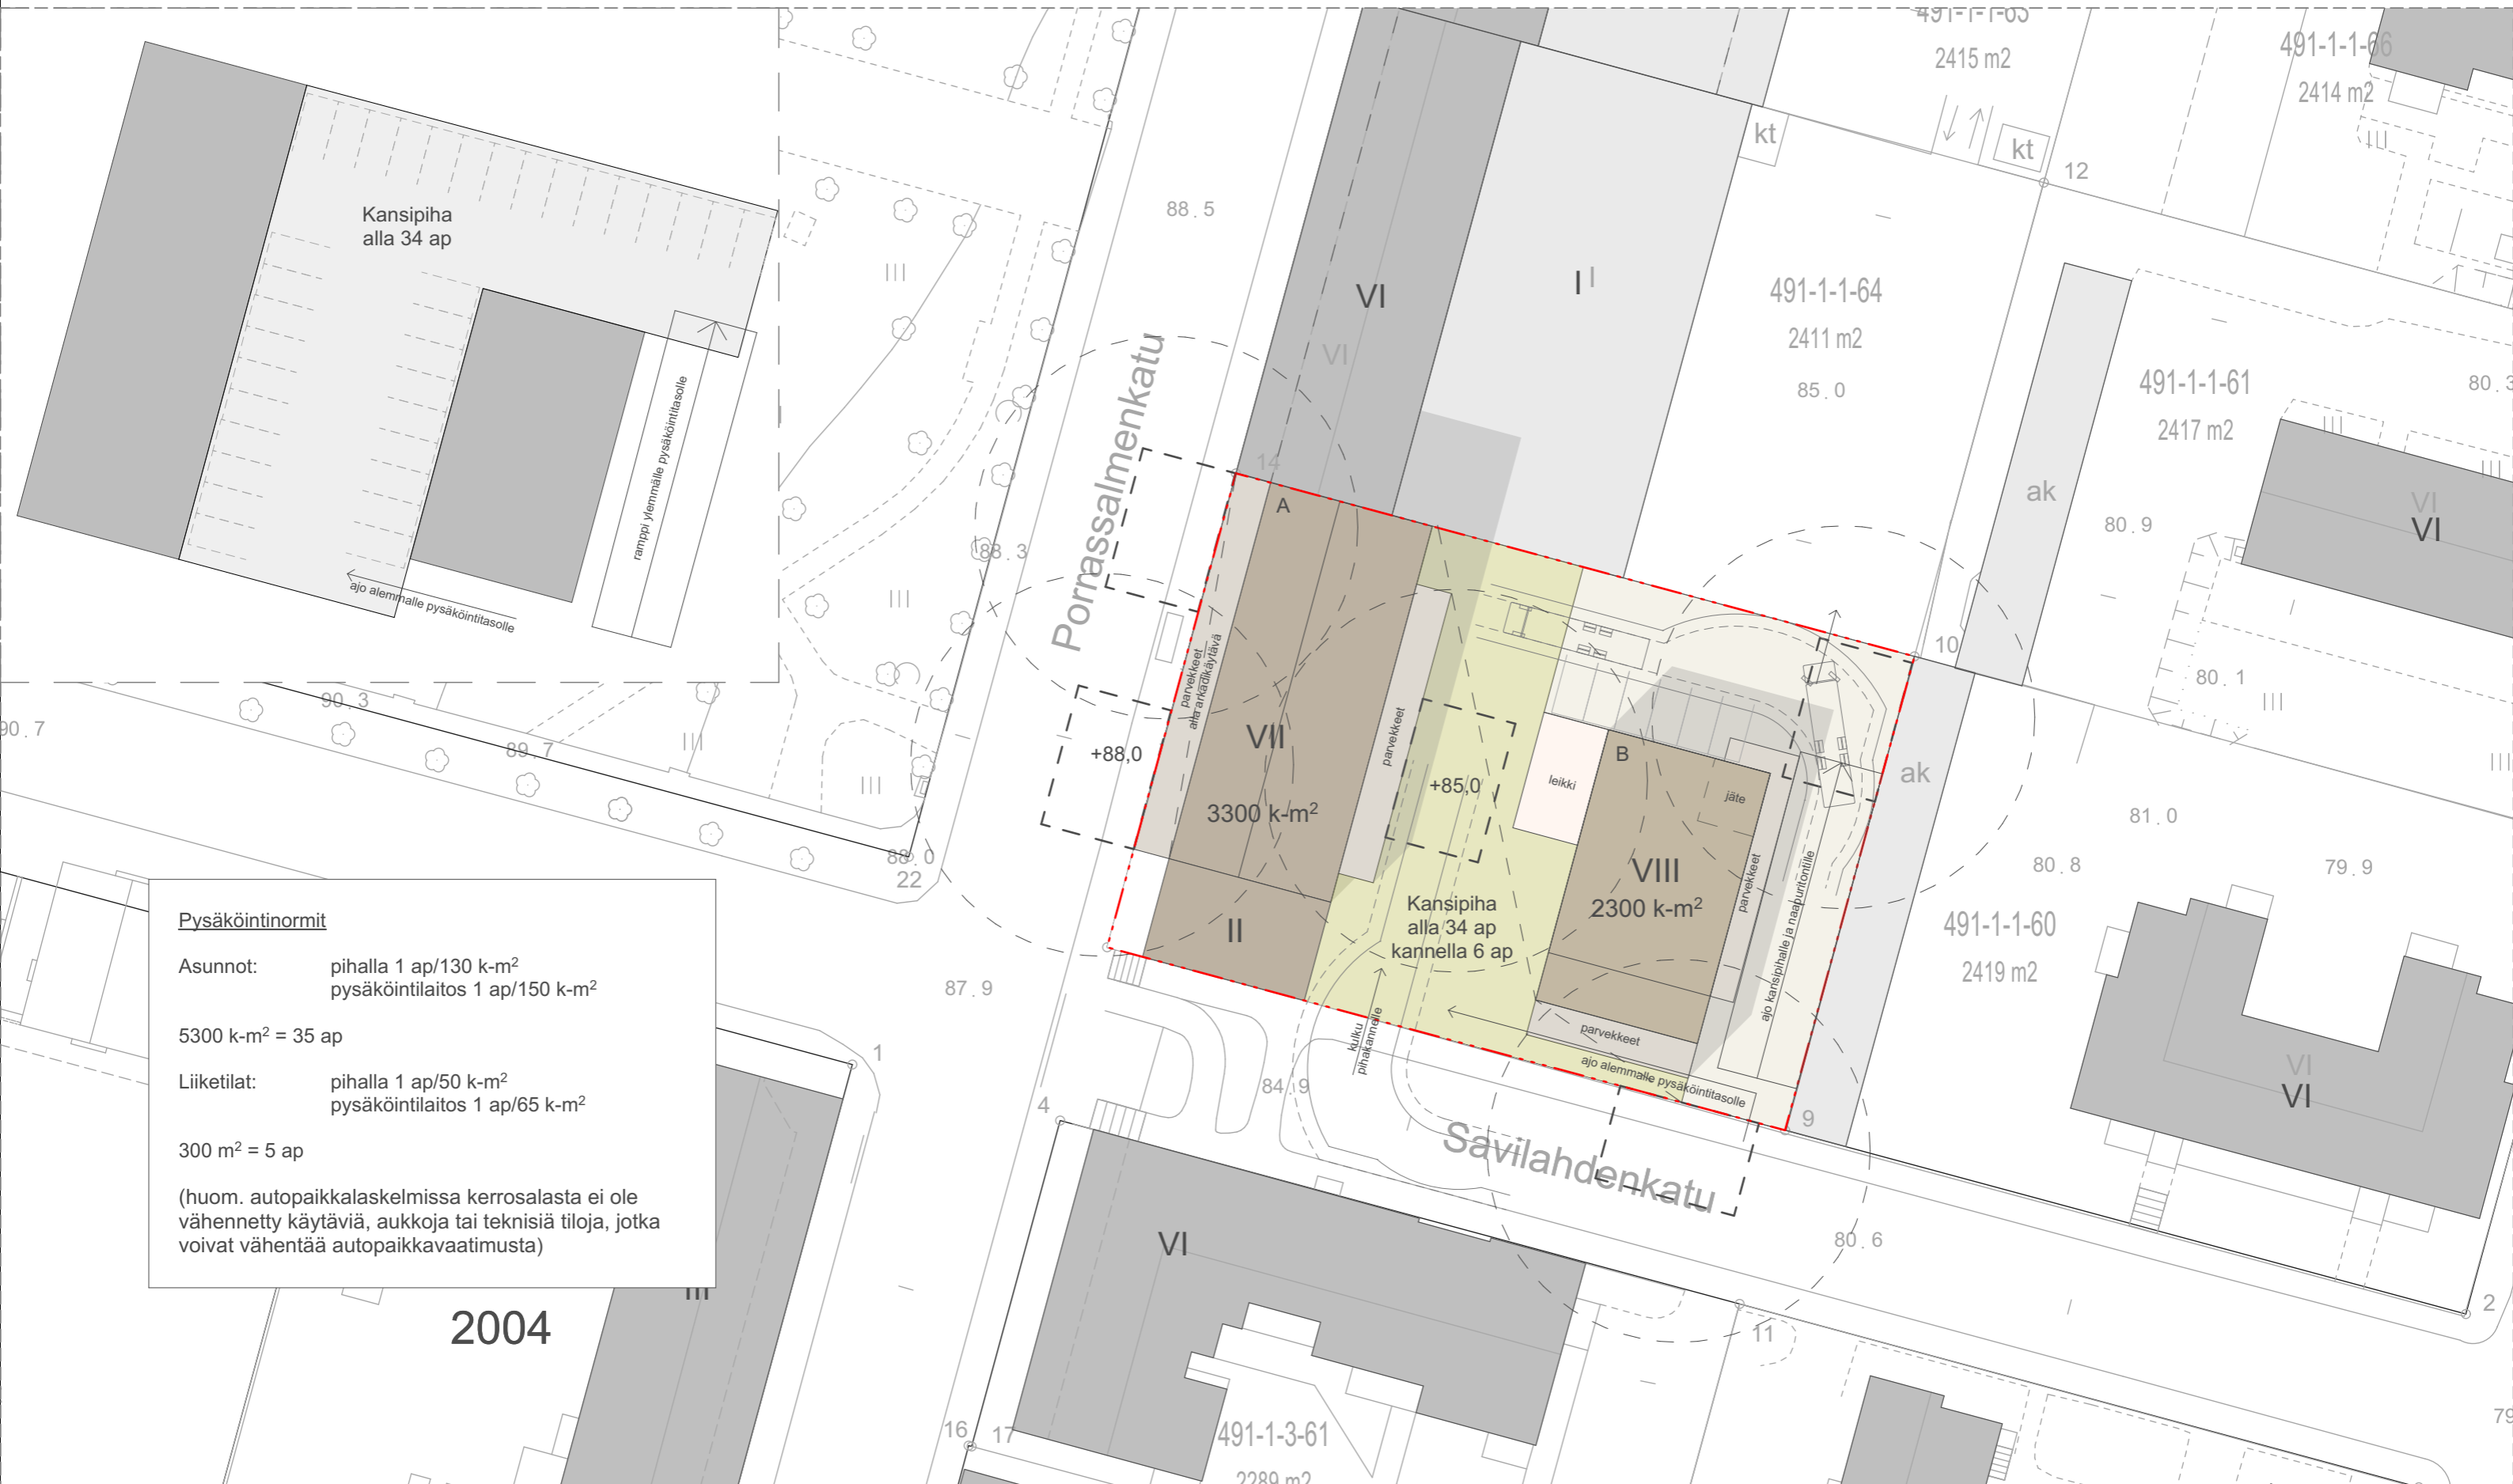 Kansipiha
alla 34 ap
ramppi ylemmälle pysäköintitasolle
ajo alemmalle pysäköintitasolle
491-1-1-63
2415 m2
491-1-1-66
2414 m2
kt
kt
12
88.5
VI
VI
I
I
491-1-1-64
2411 m2
85.0
491-1-1-61
2417 m2
80.3
ak
80.9
VI
VI
Porrassalmenkatu
14
A
88.3
10
80.1
90.7
90.3
89.7
88.0
22
parvekkeet
alla arkadikäytävä
VII
3300 k-m²
II
parvekkeet
+88,0
+85,0
leikki
B
jäte
VIII
2300 k-m²
parvekkeet
parvekkeet
Kansipiha
alla 34 ap
kannella 6 ap
kulku
pihakannelle
ajo alemmalle pysäköintitasolle
ajo kansipihalle ja naapuritontille
ak
81.0
80.8
79.9
491-1-1-60
2419 m2
VI
VI
87.9
84.9
9
Savilahdenkatu
80.6
2
1
4
11
Pysäköintinormit
Asunnot: pihalla 1 ap/130 k-m²
pysäköintilaitos 1 ap/150 k-m²
5300 k-m² = 35 ap
Liiketilat: pihalla 1 ap/50 k-m²
pysäköintilaitos 1 ap/65 k-m²
300 m² = 5 ap
(huom. autopaikkalaskelmissa kerrosalasta ei ole
vähennetty käytäviä, aukkoja tai teknisiä tiloja, jotka
voivat vähentää autopaikkavaatimusta)
III
2004
VI
16
17
491-1-3-61
2289 m2
79